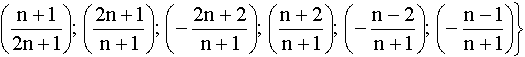 (n+1 / 2n+1); (2n+1 / n+1); (−2n+2 / n+1); (n+2 / n+1); (−n−2 / n+1); (−n−1 / n+1)}